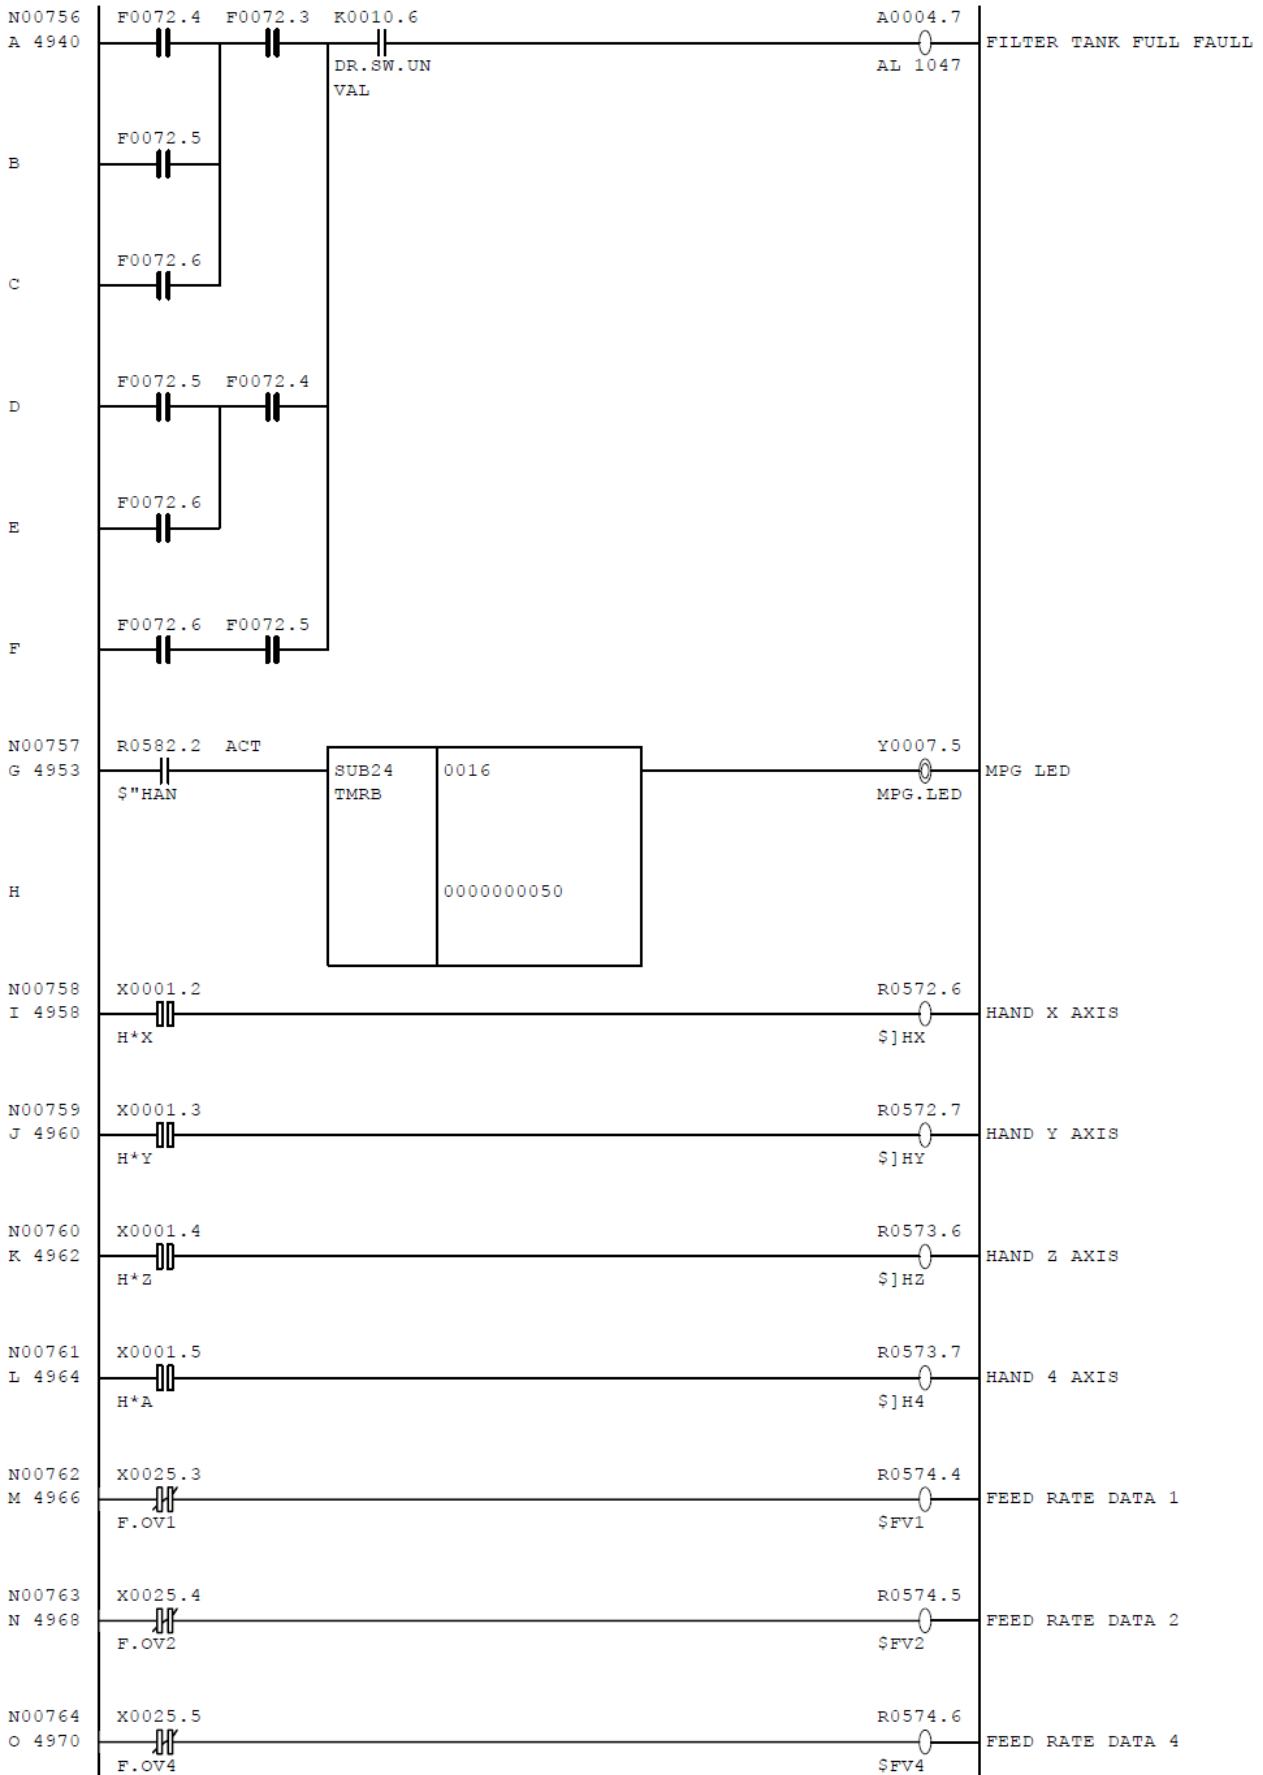 N00756 F0072.4 F0072.3 K0010.6 A0004.7
A 4940 FILTER TANK FULL FAULL
DR.SW.UN AL 1047
VAL
F0072.5
B
F0072.6
C
F0072.5 F0072.4
D
F0072.6
E
F0072.6 F0072.5
F
N00757 R0582.2 ACT Y0007.5
G 4953 SUB24 0016 MPG LED
$"HAN TMRB MPG.LED
H 0000000050
N00758 X0001.2 R0572.6
I 4958 HAND X AXIS
H*X $]HX
N00759 X0001.3 R0572.7
J 4960 HAND Y AXIS
H*Y $]HY
N00760 X0001.4 R0573.6
K 4962 HAND Z AXIS
H*Z $]HZ
N00761 X0001.5 R0573.7
L 4964 HAND 4 AXIS
H*A $]H4
N00762 X0025.3 R0574.4
M 4966 FEED RATE DATA 1
F.OV1 $FV1
N00763 X0025.4 R0574.5
N 4968 FEED RATE DATA 2
F.OV2 $FV2
N00764 X0025.5 R0574.6
O 4970 FEED RATE DATA 4
F.OV4 $FV4